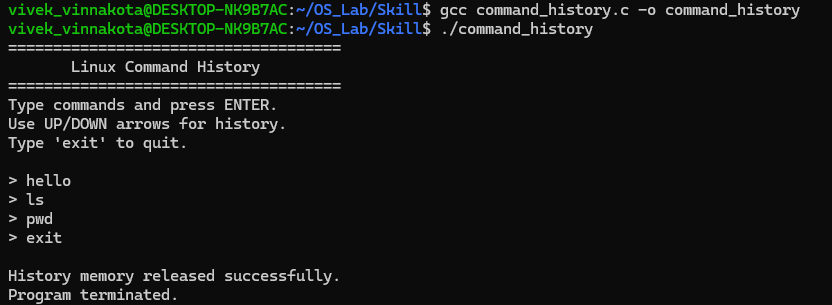 vivek_vinnakota@DESKTOP-NK9B7AC:~/OS_Lab/Skill$ gcc command_history.c -o command_history
vivek_vinnakota@DESKTOP-NK9B7AC:~/OS_Lab/Skill$ ./command_history
=====================================
       Linux Command History
=====================================
Type commands and press ENTER.
Use UP/DOWN arrows for history.
Type 'exit' to quit.

> hello
> ls
> pwd
> exit

History memory released successfully.
Program terminated.